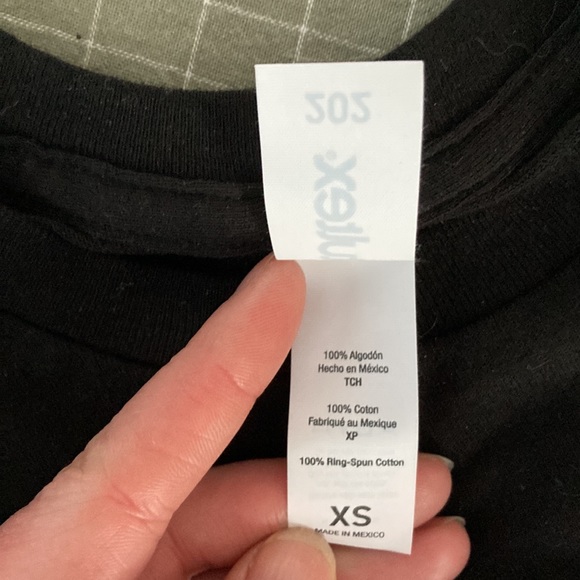 202
100% Algodón
Hecho en México
TCH
100% Coton
Fabriqué au Mexique
XP
100% Ring-Spun Cotton
XS
MADE IN MEXICO